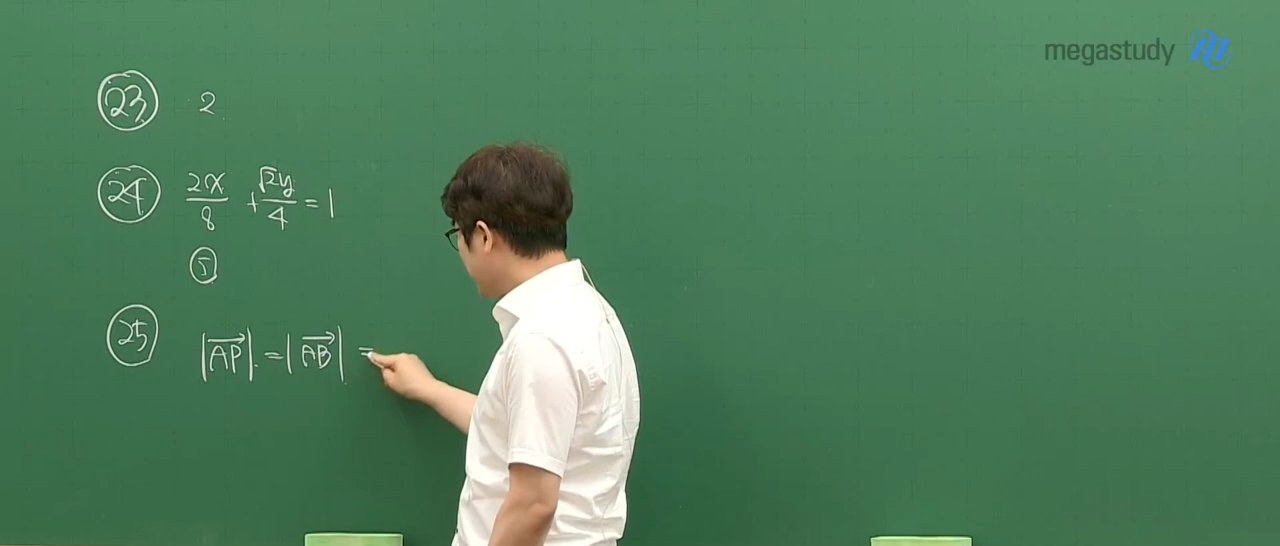 megastudy
23 2
24 2x/8 + √2y/4 = 1
⑤
25 |AP→| = |AB→| =